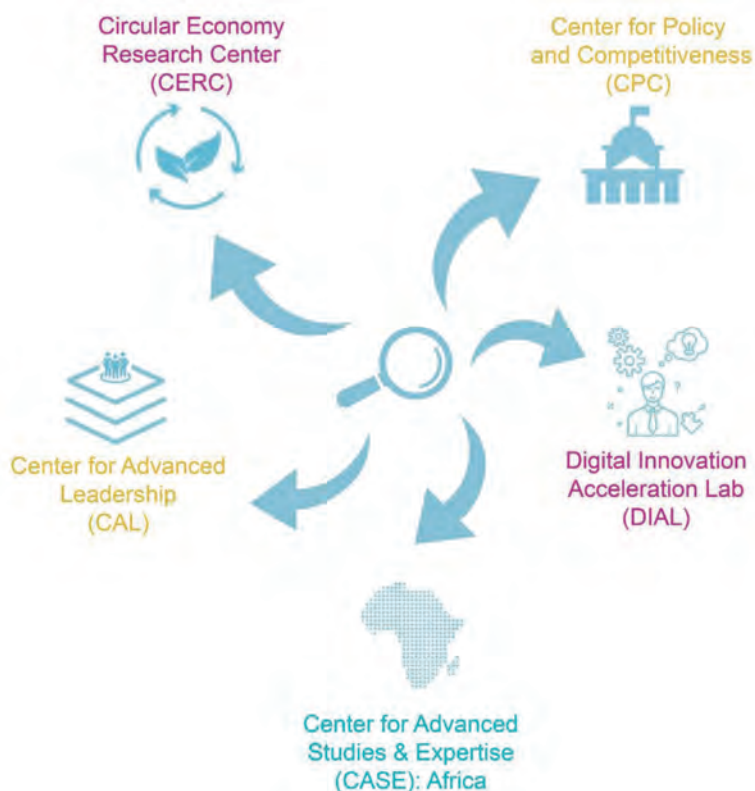 Circular Economy
Research Center
(CERC)
Center for Policy
and Competitiveness
(CPC)
Center for Advanced
Leadership
(CAL)
Digital Innovation
Acceleration Lab
(DIAL)
Center for Advanced
Studies & Expertise
(CASE): Africa